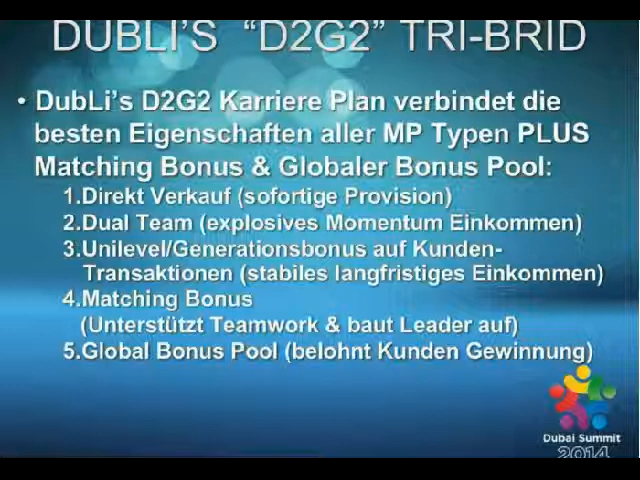 DUBLI'S "D2G2" TRI-BRID
• DubLi's D2G2 Karriere Plan verbindet die
besten Eigenschaften aller MP Typen PLUS
Matching Bonus & Globaler Bonus Pool:
1.Direkt Verkauf (sofortige Provision)
2.Dual Team (explosives Momentum Einkommen)
3.Unilevel/Generationsbonus auf Kunden-
Transaktionen (stabiles langfristiges Einkommen)
4.Matching Bonus
(Unterstützt Teamwork & baut Leader auf)
5.Global Bonus Pool (belohnt Kunden Gewinnung)
Dubai Summit
2014